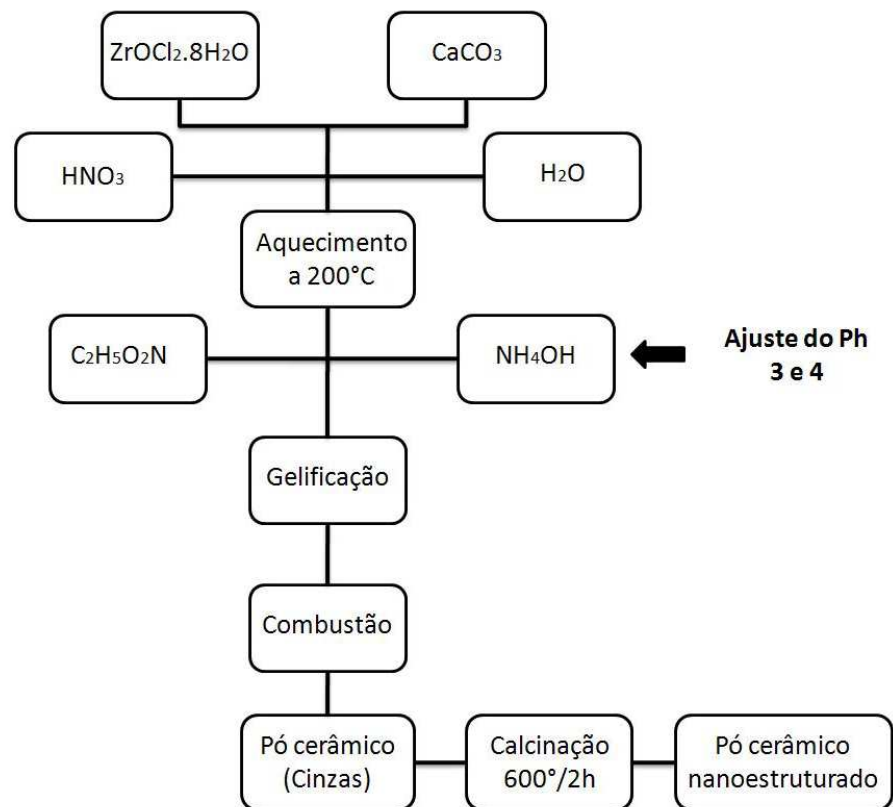 ZrOCl₂.8H₂O
CaCO₃
HNO₃
H₂O
Aquecimento
a 200°C
C₂H₅O₂N
NH₄OH
Ajuste do Ph
3 e 4
Gelificação
Combustão
Pó cerâmico
(Cinzas)
Calcinação
600°/2h
Pó cerâmico
nanoestruturado